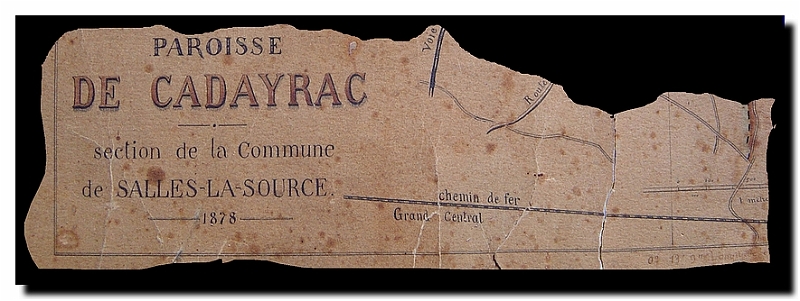 PAROISSE
DE CADAYRAC
section de la Commune
de SALLES-LA-SOURCE.
1878
Voie
Route
chemin de fer
Grand Central